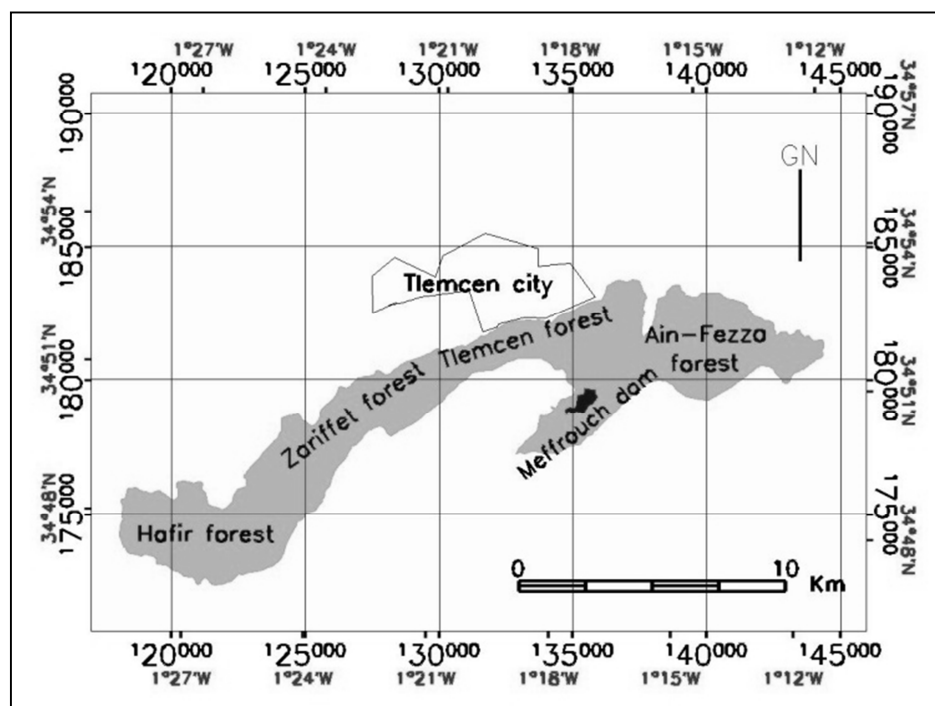 1°27'W 1°24'W 1°21'W 1°18'W 1°15'W 1°12'W
120000 125000 130000 135000 140000 145000
190000
190000
34°57'N
GN
34°54'N
185000
185000
34°54'N
Tlemcen city
Tlemcen forest
Ain-Fezza
forest
34°51'N
180000
180000
34°51'N
Zariffet forest
Meffrouch dam
Hafir forest
34°48'N
175000
175000
34°48'N
0 10
Km
120000 125000 130000 135000 140000 145000
1°27'W 1°24'W 1°21'W 1°18'W 1°15'W 1°12'W